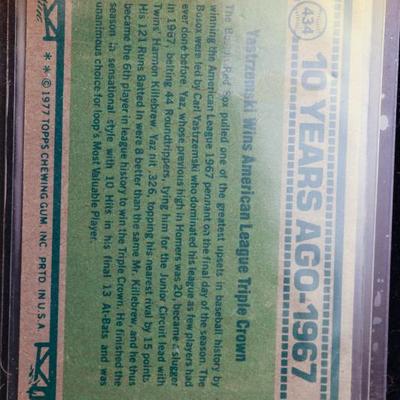 434
10 YEARS AGO-1967
Yastrzemski Wins American League Triple Crown
The Boston Red Sox pulled one of the greatest upsets in baseball history by
winning the American League 1967 pennant on the final day of the season. The
Bosox were led by Carl Yastrzemski who dominated his league as few players had
ever done before. Yaz, whose previous high in Homers was 20, became a slugger
in 1967, belting 44 Roundtrippers, tying him for the Junior Circuit lead with
Twins' Harmon Killebrew. Yaz hit .326, topping his nearest rival by 15 points
His 121 Runs Batted In were 8 better than the same Mr. Killebrew, and he thus
became the 6th player in league history to win the Triple Crown. He finished the
season in sensational style with 10 Hits in his final 13 At-Bats and was
unanimous choice for loop's Most Valuable Player.
** © 1977 TOPPS CHEWING GUM INC. PRTD. IN U.S.A.